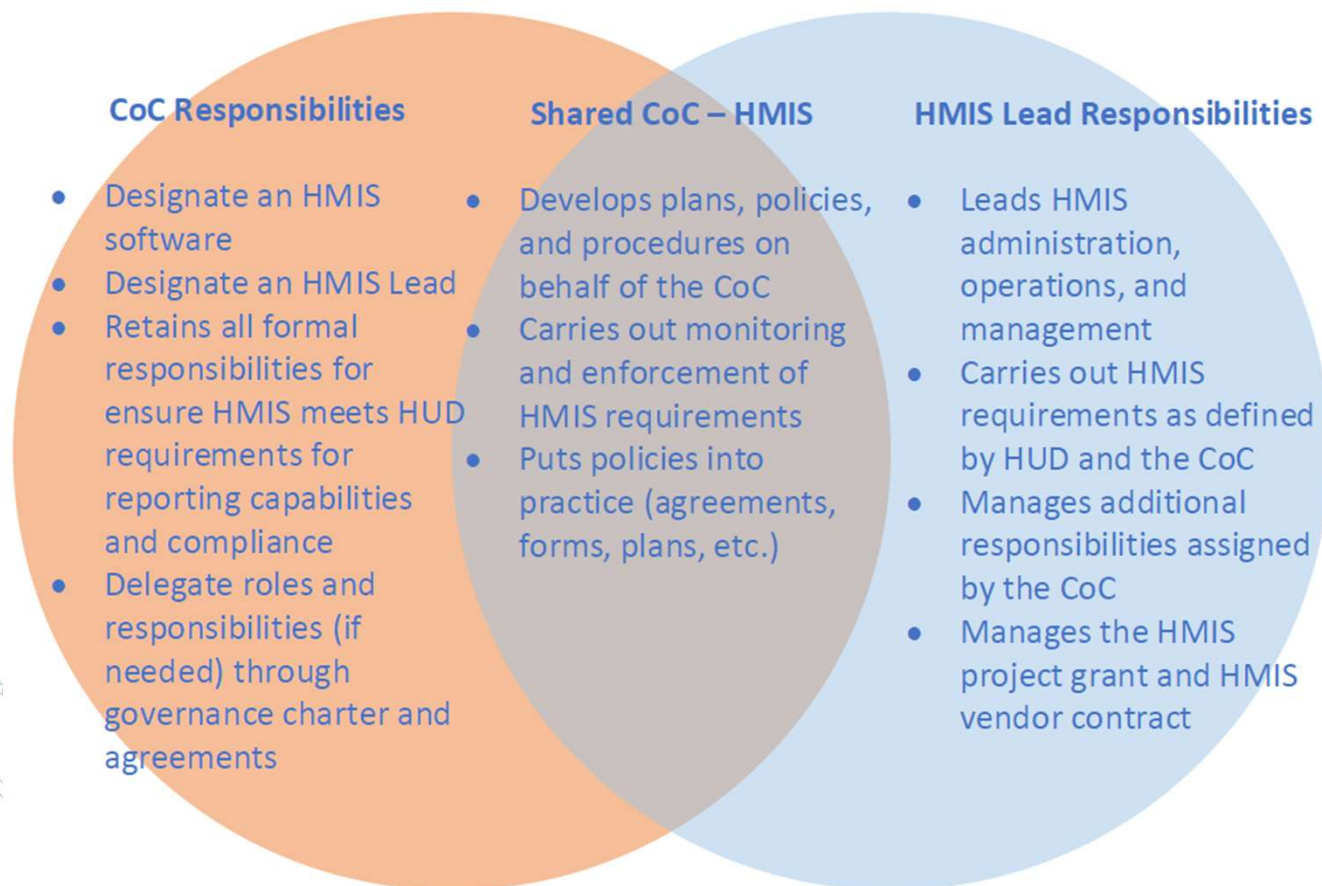 CoC Responsibilities
• Designate an HMIS
software
• Designate an HMIS Lead
• Retains all formal
responsibilities for
ensure HMIS meets HUD
requirements for
reporting capabilities
and compliance
• Delegate roles and
responsibilities (if
needed) through
governance charter and
agreements
Shared CoC – HMIS
• Develops plans, policies,
and procedures on
behalf of the CoC
• Carries out monitoring
and enforcement of
HMIS requirements
• Puts policies into
practice (agreements,
forms, plans, etc.)
HMIS Lead Responsibilities
• Leads HMIS
administration,
operations, and
management
• Carries out HMIS
requirements as defined
by HUD and the CoC
• Manages additional
responsibilities assigned
by the CoC
• Manages the HMIS
project grant and HMIS
vendor contract